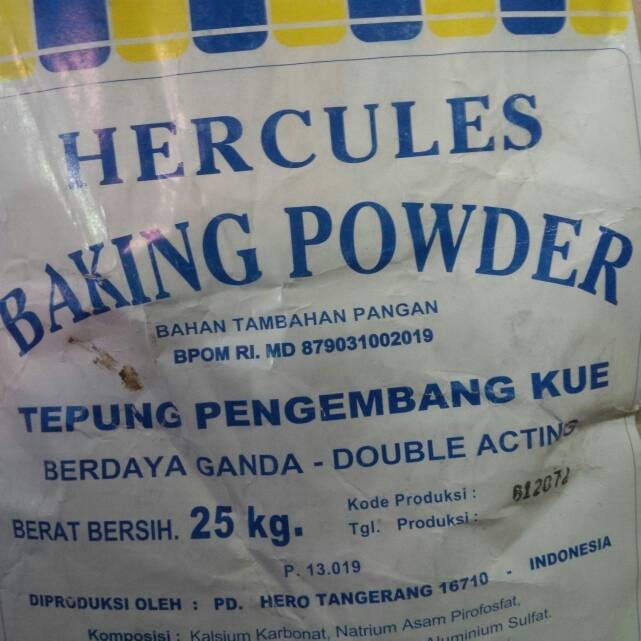 HERCULES
BAKING POWDER
BAHAN TAMBAHAN PANGAN
BPOM RI. MD 879031002019
TEPUNG PENGEMBANG KUE
BERDAYA GANDA - DOUBLE ACTING
BERAT BERSIH. 25 kg.
Kode Produksi :
Tgl. Produksi :
P. 13.019
DIPRODUKSI OLEH : PD. HERO TANGERANG 16710 - INDONESIA
Komposisi : Kalsium Karbonat, Natrium Asam Pirofosfat,
Aluminium Sulfat.